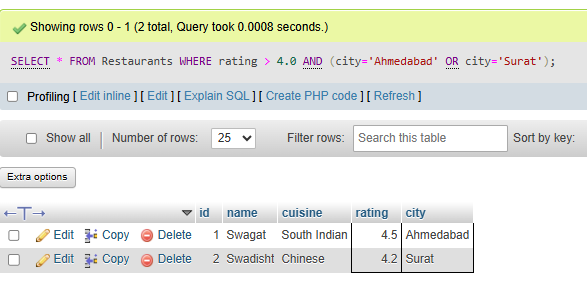 Showing rows 0 - 1 (2 total, Query took 0.0008 seconds.)
SELECT * FROM Restaurants WHERE rating > 4.0 AND (city='Ahmedabad' OR city='Surat');
Profiling [ Edit inline ] [ Edit ] [ Explain SQL ] [ Create PHP code ] [ Refresh ]
Show all Number of rows: 25 Filter rows: Search this table Sort by key:
Extra options
←T→ id name cuisine rating city
Edit Copy Delete 1 Swagat South Indian 4.5 Ahmedabad
Edit Copy Delete 2 Swadisht Chinese 4.2 Surat